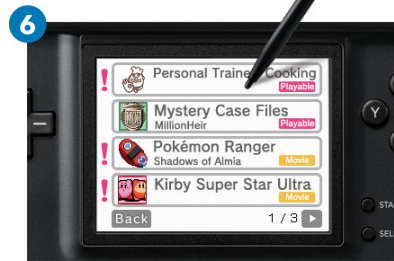 6
Personal Trainer Cooking
Playable
Mystery Case Files
MillionHeir
Playable
Pokémon Ranger
Shadows of Almia
Movie
Kirby Super Star Ultra
Movie
Back
1 / 3
Y
STA
SELE